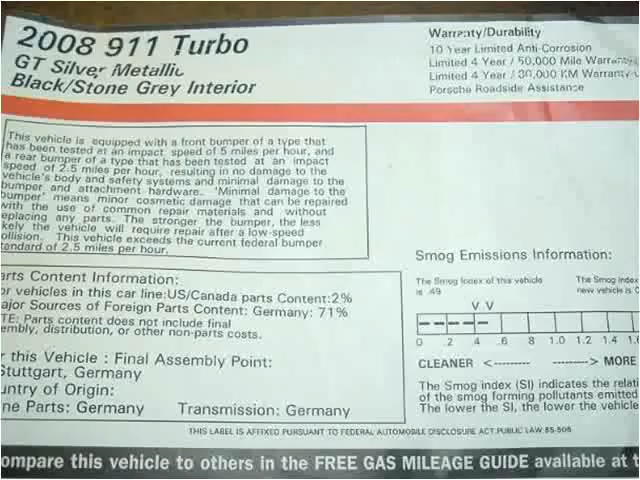 2008 911 Turbo
GT Silver Metallic
Black/Stone Grey Interior
Warranty/Durability
10 Year Limited Anti-Corrosion
Limited 4 Year / 50,000 Mile Warranty
Limited 4 Year / 80,000 KM Warranty
Porsche Roadside Assistance
This vehicle is equipped with a front bumper of a type that
has been tested at an impact speed of 5 miles per hour, and
a rear bumper of a type that has been tested at an impact
speed of 2.5 miles per hour, resulting in no damage to the
vehicle's body and safety systems and minimal damage to the
bumper and attachment hardware. 'Minimal damage to the
bumper' means minor cosmetic damage that can be repaired
with the use of common repair materials and without
eplacing any parts. The stronger the bumper, the less
kely the vehicle will require repair after a low-speed
ollision. This vehicle exceeds the current federal bumper
tandard of 2.5 miles per hour.
arts Content Information:
or vehicles in this car line:US/Canada parts Content:2%
ajor Sources of Foreign Parts Content: Germany: 71%
TE: Parts content does not include final
embly, distribution, or other non-parts costs.
r this Vehicle : Final Assembly Point:
Stuttgart, Germany
untry of Origin:
ne Parts: Germany Transmission: Germany
Smog Emissions Information:
The Smog Index of this vehicle
is .49
The Smog Index
new vehicle is
V V
0 .2 .4 .6 .8 1.0 1.2 1.4 1.6
CLEANER <--------- ---------> MORE
The Smog index (SI) indicates the relati
of the smog forming pollutants emitted
The lower the SI, the lower the vehicle
THIS LABEL IS AFFIXED PURSUANT TO FEDERAL AUTOMOBILE DISCLOSURE ACT PUBLIC LAW 85-506
ompare this vehicle to others in the FREE GAS MILEAGE GUIDE available at t